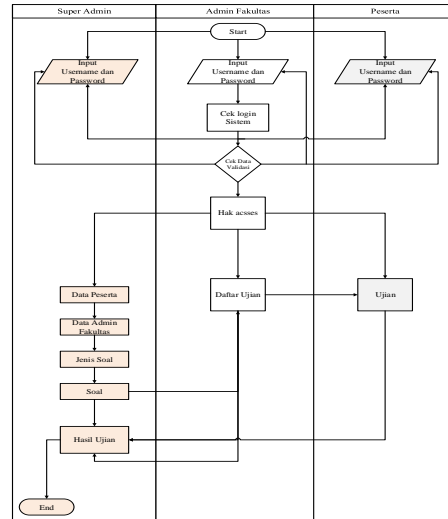 Super Admin
Admin Fakultas
Peserta
Start
Input
Username dan
Password
Input
Username dan
Password
Input
Username dan
Password
Cek login
Sistem
Cek Data
Validasi
Hak acsses
Data Peserta
Daftar Ujian
Ujian
Data Admin
Fakultas
Jenis Soal
Soal
Hasil Ujian
End